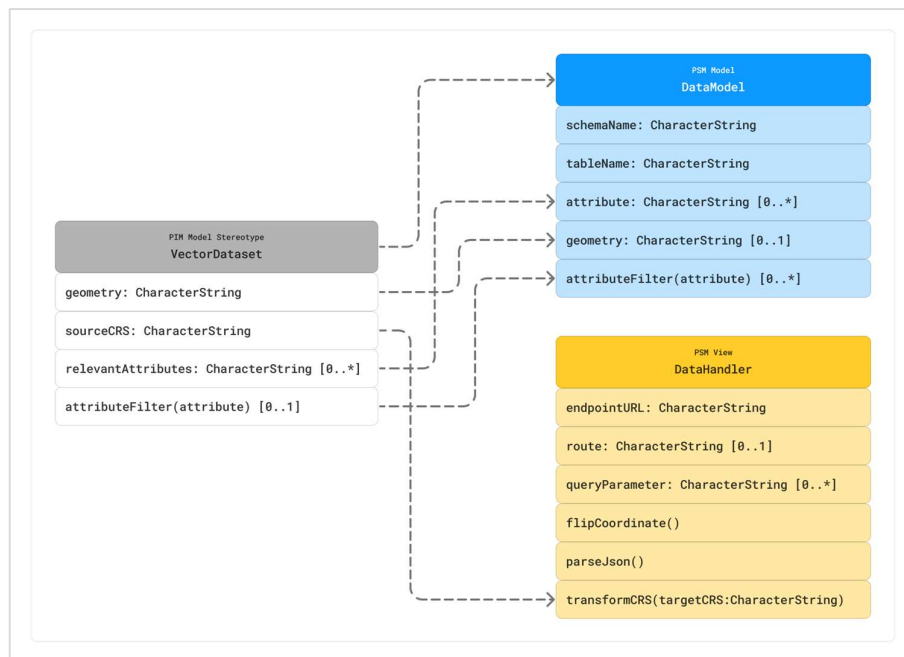 PSM Model
DataModel
schemaName: CharacterString
tableName: CharacterString
attribute: CharacterString [0..*]
geometry: CharacterString [0..1]
attributeFilter(attribute) [0..*]
PIM Model Stereotype
VectorDataset
geometry: CharacterString
sourceCRS: CharacterString
relevantAttributes: CharacterString [0..*]
attributeFilter(attribute) [0..1]
PSM View
DataHandler
endpointURL: CharacterString
route: CharacterString [0..1]
queryParameter: CharacterString [0..*]
flipCoordinate()
parseJson()
transformCRS(targetCRS:CharacterString)